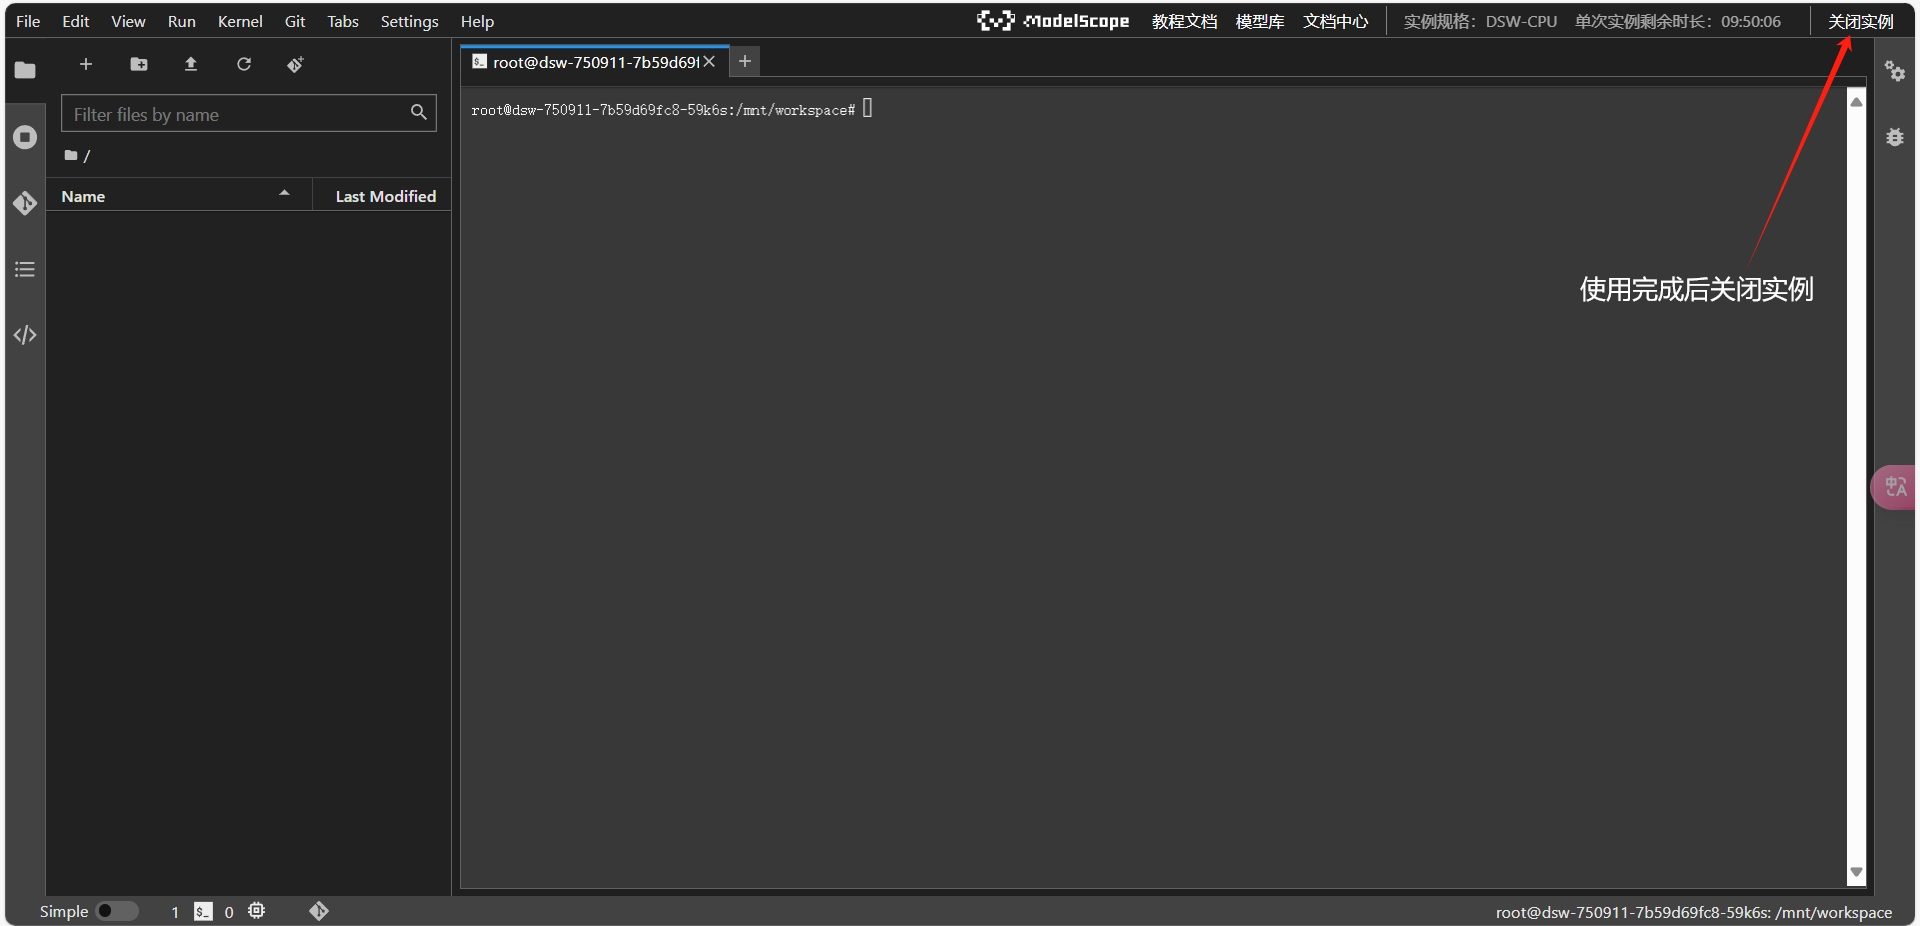 File Edit View Run Kernel Git Tabs Settings Help ModelScope 教程文档 模型库 文档中心 实例规格: DSW-CPU 单次实例剩余时长: 09:50:06 关闭实例
root@dsw-750911-7b59d69f
Filter files by name
/
Name Last Modified
root@dsw-750911-7b59d69fc8-59k6s:/mnt/workspace#
使用完成后关闭实例
中A
Simple 1 $_ 0
root@dsw-750911-7b59d69fc8-59k6s: /mnt/workspace